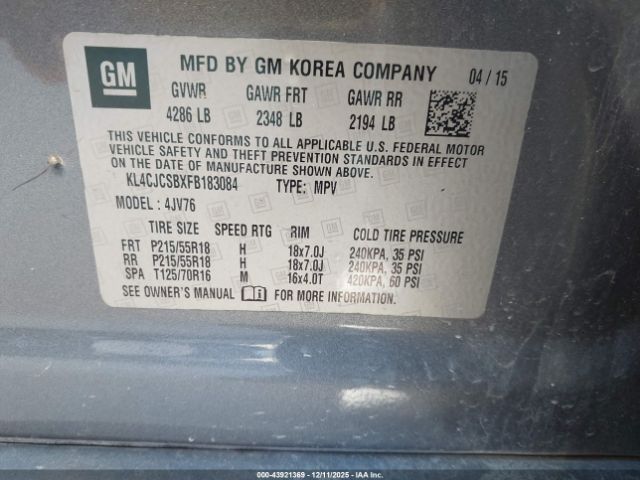 GM
MFD BY GM KOREA COMPANY 04 / 15
GVWR GAWR FRT GAWR RR
4286 LB 2348 LB 2194 LB
THIS VEHICLE CONFORMS TO ALL APPLICABLE U.S. FEDERAL MOTOR
VEHICLE SAFETY AND THEFT PREVENTION STANDARDS IN EFFECT
ON THE DATE OF MANUFACTURE SHOWN ABOVE.
KL4CJCSBXFB183084 TYPE: MPV
MODEL : 4JV76
TIRE SIZE SPEED RTG RIM COLD TIRE PRESSURE
FRT P215/55R18 H 18x7.0J 240KPA, 35 PSI
RR P215/55R18 H 18x7.0J 240KPA, 35 PSI
SPA T125/70R16 M 16x4.0T 420KPA, 60 PSI
SEE OWNER'S MANUAL i FOR MORE INFORMATION.
000-43921369 - 12/11/2025 - IAA, Inc.